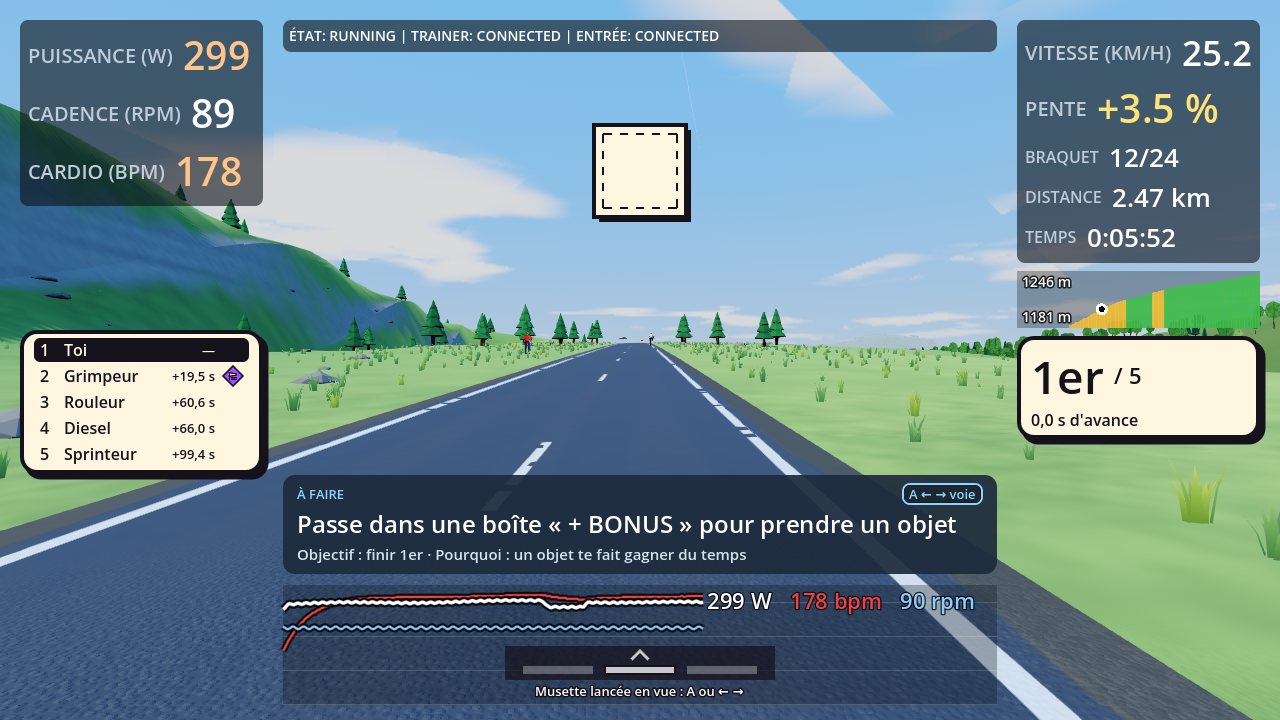 PUISSANCE (W) 299
CADENCE (RPM) 89
CARDIO (BPM) 178
ÉTAT: RUNNING | TRAINER: CONNECTED | ENTRÉE: CONNECTED
VITESSE (KM/H) 25.2
PENTE +3.5 %
BRAQUET 12/24
DISTANCE 2.47 km
TEMPS 0:05:52
1246 m
1181 m
1 Toi —
2 Grimpeur +19,5 s
3 Rouleur +60,6 s
4 Diesel +66,0 s
5 Sprinteur +99,4 s
1er / 5
0,0 s d'avance
À FAIRE
A ← → voie
Passe dans une boîte « + BONUS » pour prendre un objet
Objectif : finir 1er · Pourquoi : un objet te fait gagner du temps
299 W 178 bpm 90 rpm
Musette lancée en vue : A ou ← →